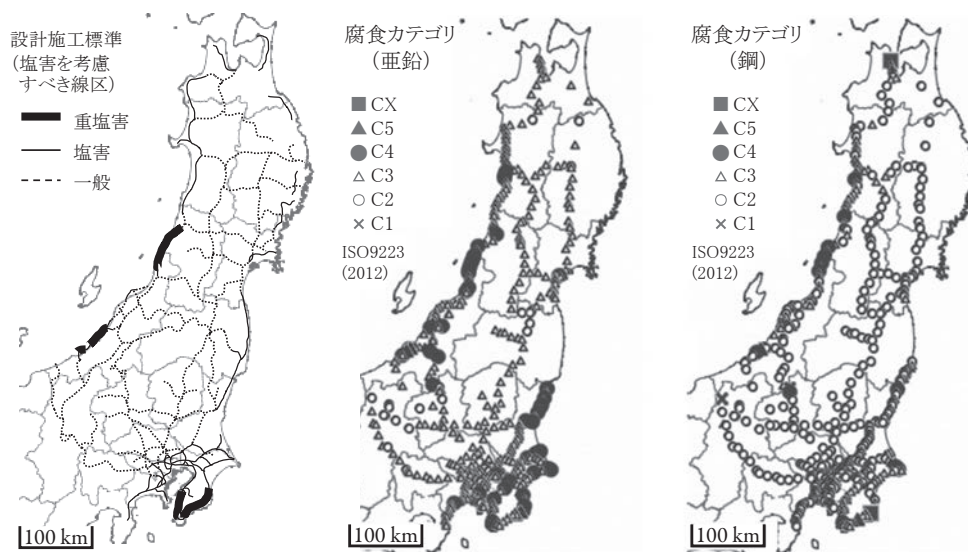 設計施工標準
(塩害を考慮
すべき線区)
重塩害
塩害
一般
100 km
腐食カテゴリ
(亜鉛)
CX
C5
C4
C3
C2
C1
ISO9223
(2012)
100 km
腐食カテゴリ
(鋼)
CX
C5
C4
C3
C2
C1
ISO9223
(2012)
100 km